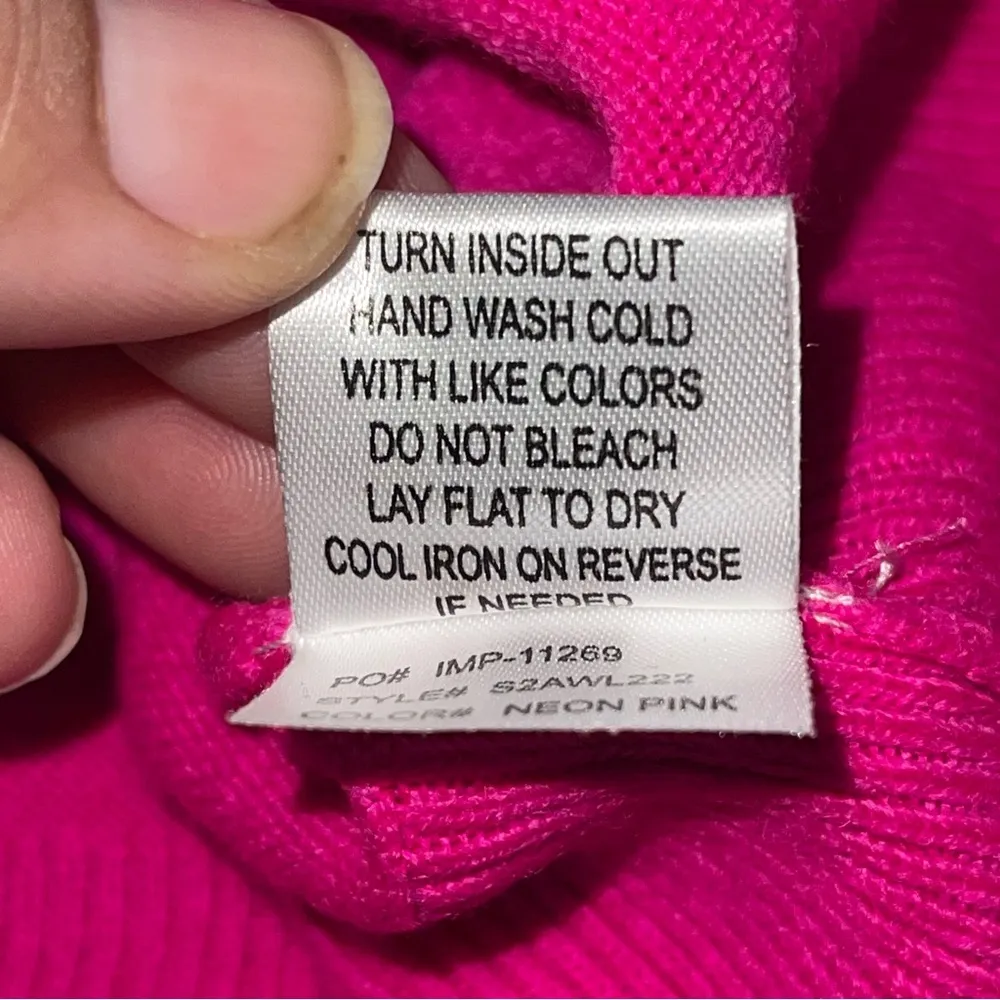 TURN INSIDE OUT
HAND WASH COLD
WITH LIKE COLORS
DO NOT BLEACH
LAY FLAT TO DRY
COOL IRON ON REVERSE
IF NEEDED
PO# IMP-11269
STYLE# S2AWL222
COLOR# NEON PINK